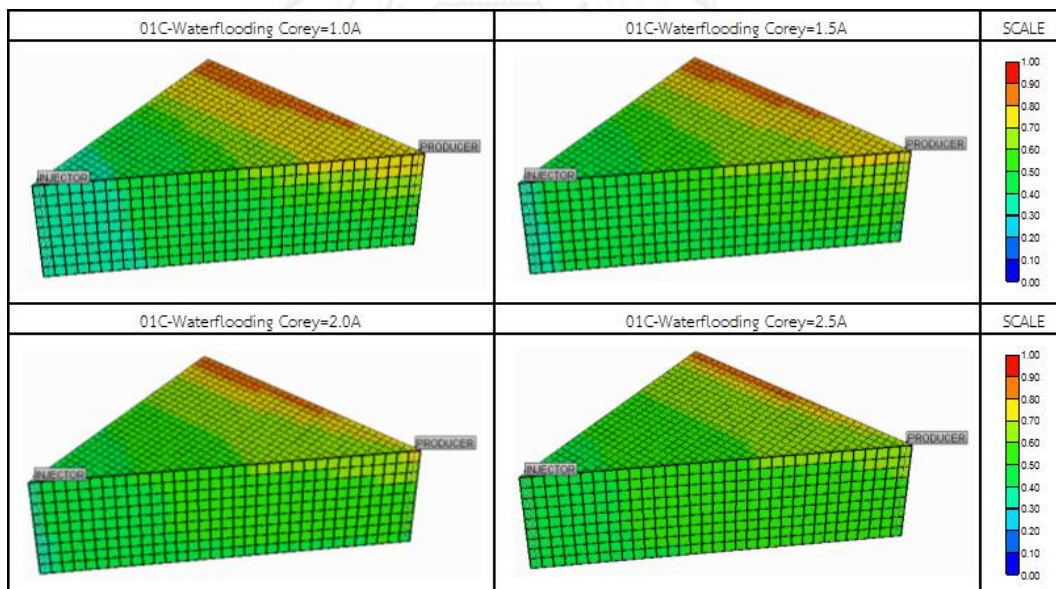 01C-Waterflooding Corey=1.0A
01C-Waterflooding Corey=1.5A
SCALE
INJECTOR
PRODUCER
INJECTOR
PRODUCER
1.00
0.90
0.80
0.70
0.60
0.50
0.40
0.30
0.20
0.10
0.00
01C-Waterflooding Corey=2.0A
01C-Waterflooding Corey=2.5A
SCALE
INJECTOR
PRODUCER
INJECTOR
PRODUCER
1.00
0.90
0.80
0.70
0.60
0.50
0.40
0.30
0.20
0.10
0.00